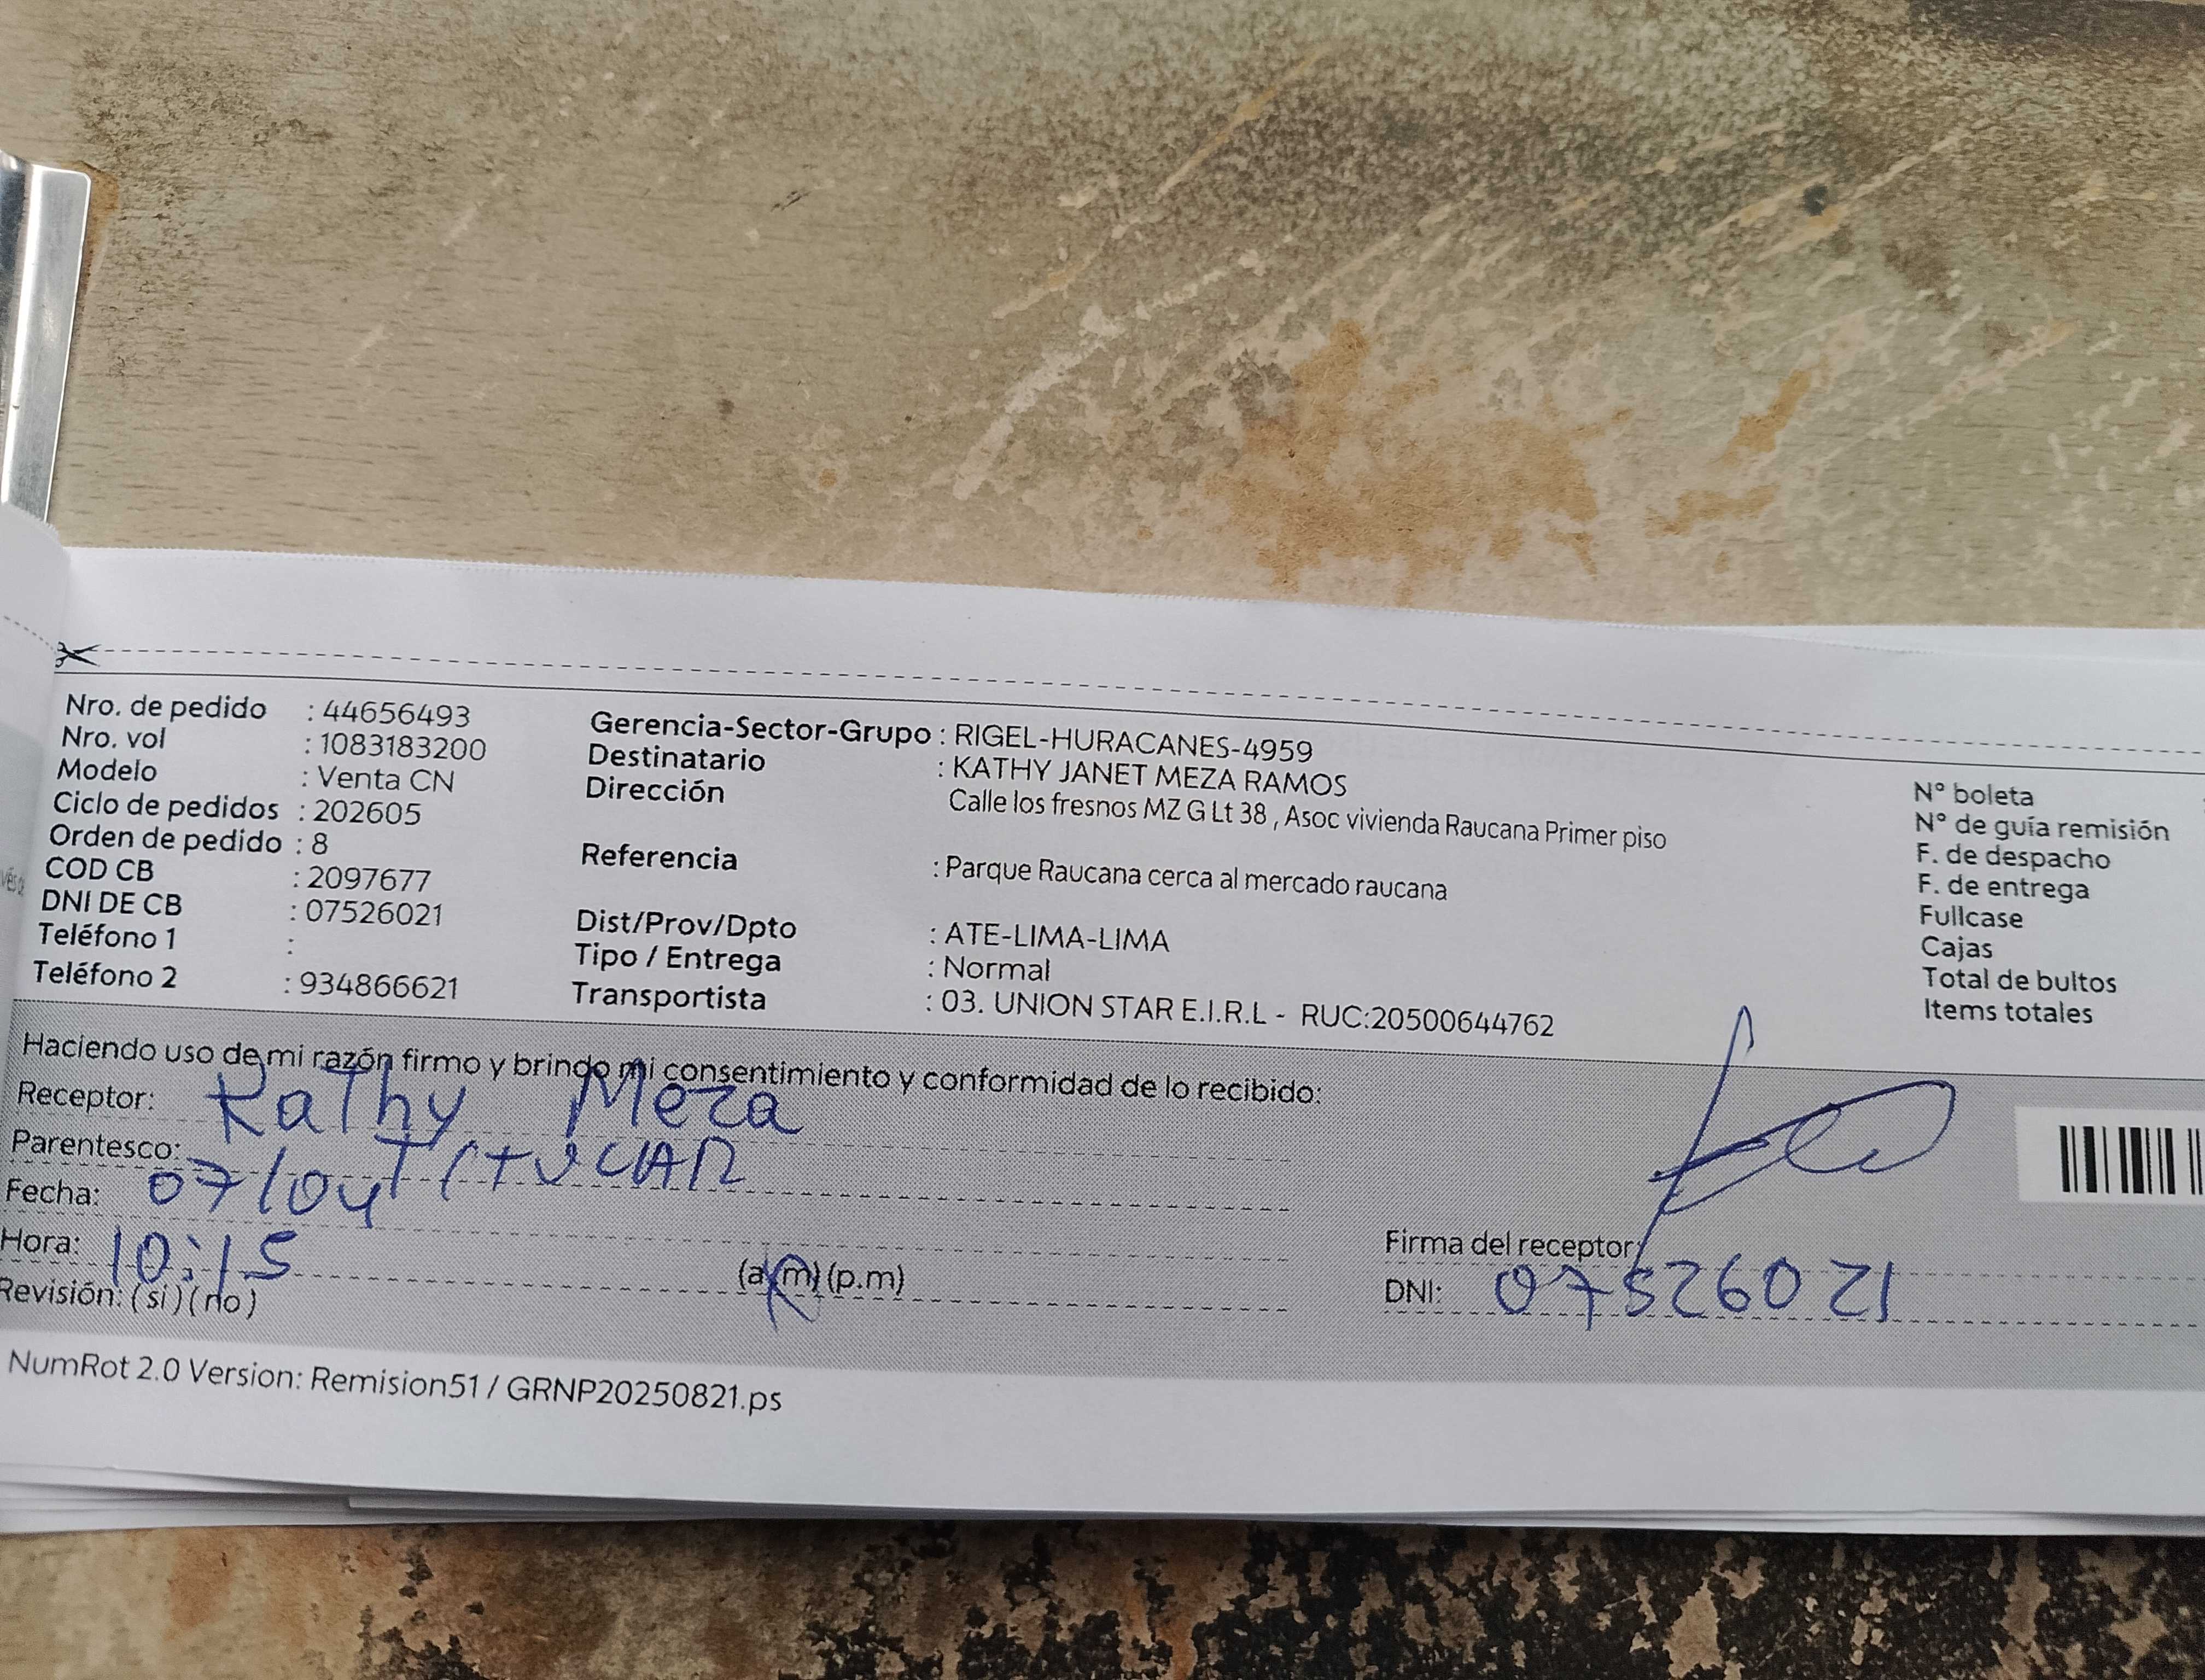 Nro. de pedido : 44656493
Nro. vol : 1083183200
Modelo : Venta CN
Ciclo de pedidos : 202605
Orden de pedido : 8
COD CB : 2097677
DNI DE CB : 07526021
Teléfono 1 :
Teléfono 2 : 934866621
Gerencia-Sector-Grupo : RIGEL-HURACANES-4959
Destinatario : KATHY JANET MEZA RAMOS
Dirección Calle los fresnos MZ G Lt 38 , Asoc vivienda Raucana Primer piso
Referencia : Parque Raucana cerca al mercado raucana
Dist/Prov/Dpto : ATE-LIMA-LIMA
Tipo / Entrega : Normal
Transportista : 03. UNION STAR E.I.R.L - RUC:20500644762
N° boleta
N° de guía remisión
F. de despacho
F. de entrega
Fullcase
Cajas
Total de bultos
Items totales
Haciendo uso de mi razón firmo y brindo mi consentimiento y conformidad de lo recibido:
Receptor: Kathy Meza
Parentesco: TITUCLAR
Fecha: 07/04
Hora: 10:15 (a.m) (p.m)
Revisión: (si) (no)
Firma del receptor:
DNI: 07526021
NumRot 2.0 Version: Remision51 / GRNP20250821.ps